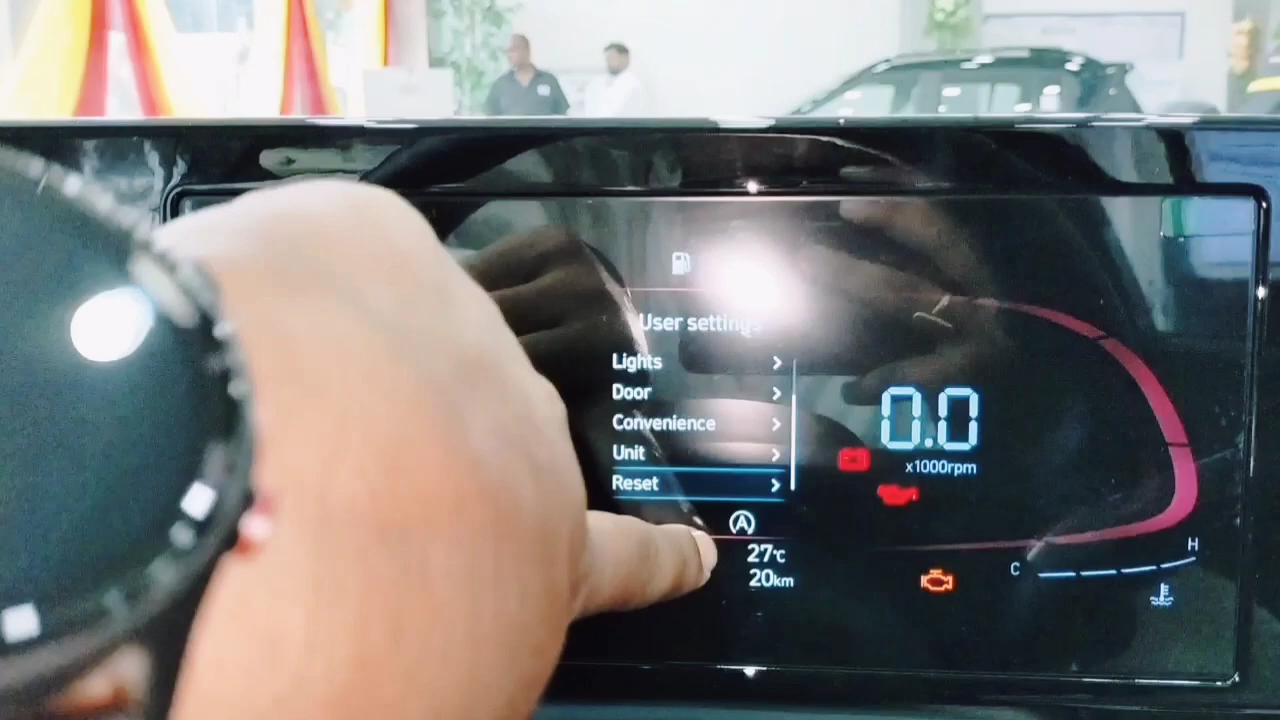 User settings
Lights
Door
Convenience
Unit
Reset
0.0
x1000rpm
A
27°C
20km
C
H